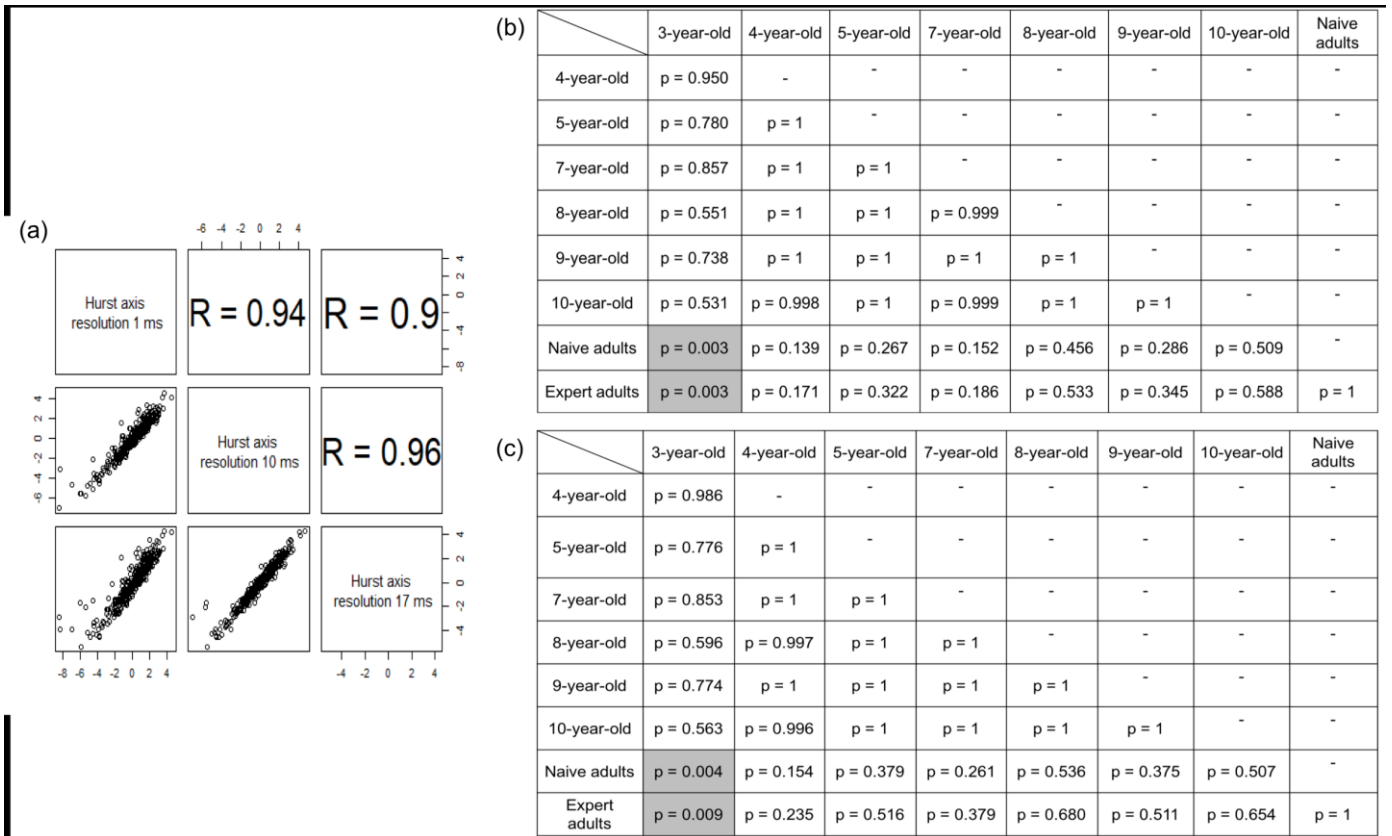 (a)
-6 -4 -2 0 2 4
Hurst axis
resolution 1 ms
R = 0.94
R = 0.9
4
2
0
-4
-8
4
2
0
-2
-4
-6
Hurst axis
resolution 10 ms
R = 0.96
Hurst axis
resolution 17 ms
4
2
0
-2
-4
-8 -6 -4 -2 0 2 4
-4 -2 0 2 4
(b)
3-year-old 4-year-old 5-year-old 7-year-old 8-year-old 9-year-old 10-year-old Naive adults
4-year-old p = 0.950 - - - - - - -
5-year-old p = 0.780 p = 1 - - - - - -
7-year-old p = 0.857 p = 1 p = 1 - - - - -
8-year-old p = 0.551 p = 1 p = 1 p = 0.999 - - - -
9-year-old p = 0.738 p = 1 p = 1 p = 1 p = 1 - - -
10-year-old p = 0.531 p = 0.998 p = 1 p = 0.999 p = 1 p = 1 - -
Naive adults p = 0.003 p = 0.139 p = 0.267 p = 0.152 p = 0.456 p = 0.286 p = 0.509 -
Expert adults p = 0.003 p = 0.171 p = 0.322 p = 0.186 p = 0.533 p = 0.345 p = 0.588 p = 1
(c)
3-year-old 4-year-old 5-year-old 7-year-old 8-year-old 9-year-old 10-year-old Naive adults
4-year-old p = 0.986 - - - - - - -
5-year-old p = 0.776 p = 1 - - - - - -
7-year-old p = 0.853 p = 1 p = 1 - - - - -
8-year-old p = 0.596 p = 0.997 p = 1 p = 1 - - - -
9-year-old p = 0.774 p = 1 p = 1 p = 1 p = 1 - - -
10-year-old p = 0.563 p = 0.996 p = 1 p = 1 p = 1 p = 1 - -
Naive adults p = 0.004 p = 0.154 p = 0.379 p = 0.261 p = 0.536 p = 0.375 p = 0.507 -
Expert adults p = 0.009 p = 0.235 p = 0.516 p = 0.379 p = 0.680 p = 0.511 p = 0.654 p = 1